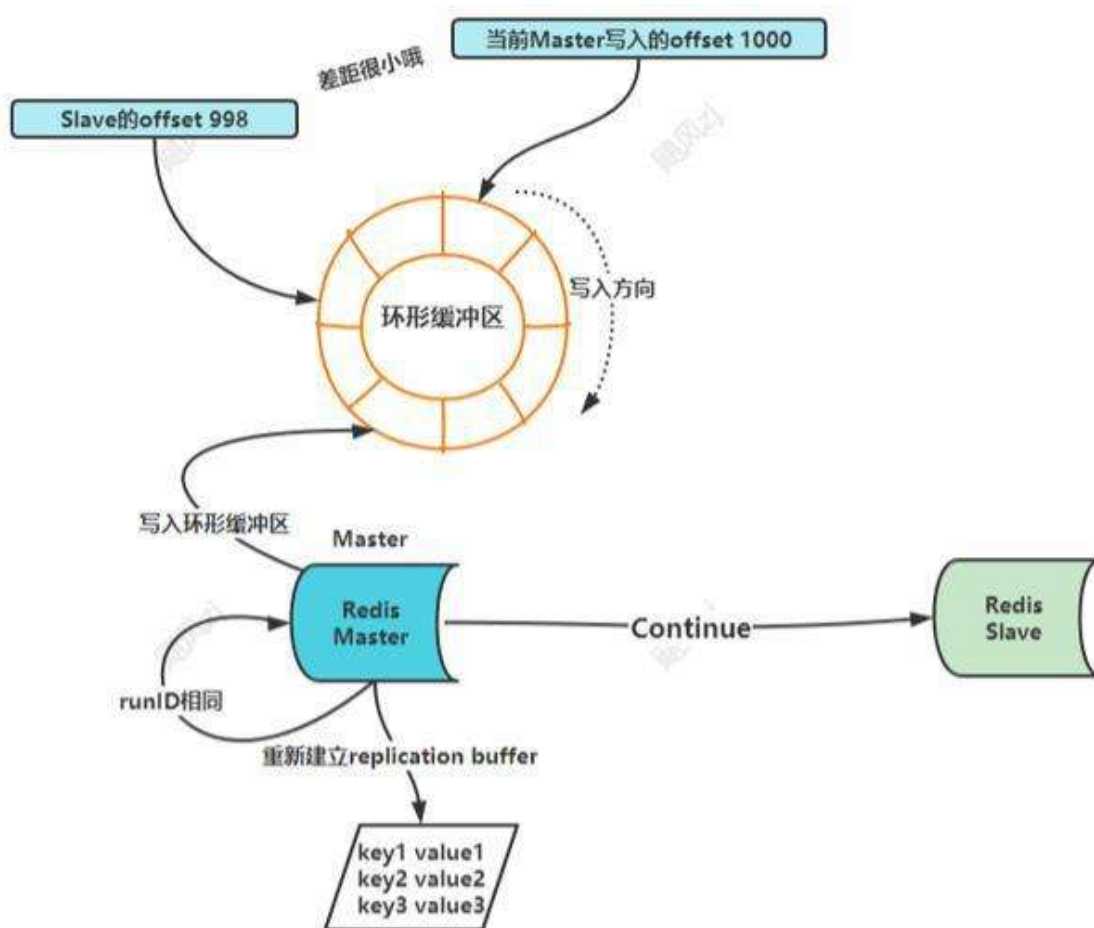 当前Master写入的offset 1000
差距很小哦
Slave的offset 998
飓风zj
写入方向
环形缓冲区
写入环形缓冲区
Master
Redis
Master
Continue
Redis
Slave
runID相同
重新建立replication buffer
key1 value1
key2 value2
key3 value3